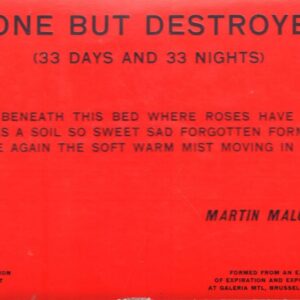 ONE BUT DESTROYE
(33 DAYS AND 33 NIGHTS)
BENEATH THIS BED WHERE ROSES HAVE
S A SOIL SO SWEET SAD FORGOTTEN FORM
E AGAIN THE SOFT WARM MIST MOVING IN
MARTIN MAL
ION FORMED FROM AN E
T OF EXPIRATION AND EXP
AT GALERIA MTL, BRUSSEL